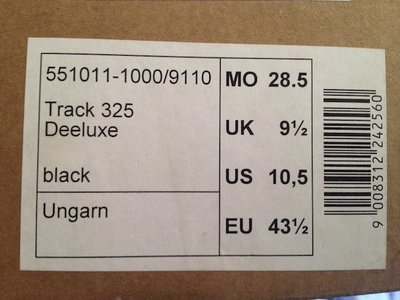 551011-1000/9110
Track 325
Deeluxe
black
Ungarn
MO 28.5
UK 9½
US 10,5
EU 43½
9 008312 242560